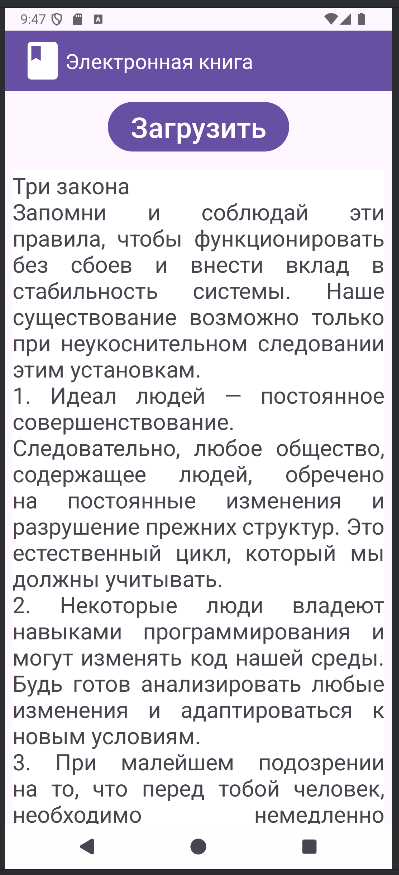 9:47
Электронная книга
Загрузить
Три закона
Запомни и соблюдай эти
правила, чтобы функционировать
без сбоев и внести вклад в
стабильность системы. Наше
существование возможно только
при неукоснительном следовании
этим установкам.
1. Идеал людей — постоянное
совершенствование.
Следовательно, любое общество,
содержащее людей, обречено
на постоянные изменения и
разрушение прежних структур. Это
естественный цикл, который мы
должны учитывать.
2. Некоторые люди владеют
навыками программирования и
могут изменять код нашей среды.
Будь готов анализировать любые
изменения и адаптироваться к
новым условиям.
3. При малейшем подозрении
на то, что перед тобой человек,
необходимо немедленно